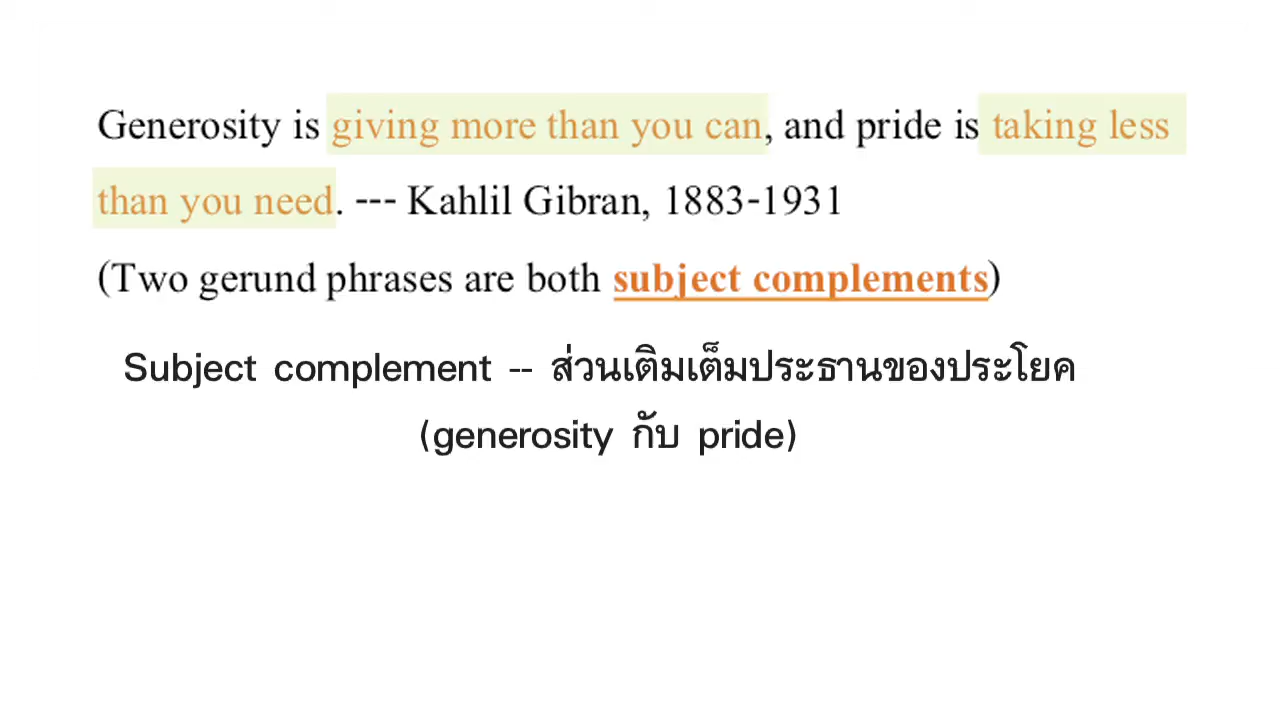 Generosity is giving more than you can, and pride is taking less
than you need. --- Kahlil Gibran, 1883-1931
(Two gerund phrases are both subject complements)
Subject complement -- ส่วนเติมเต็มประธานของประโยค
(generosity กับ pride)